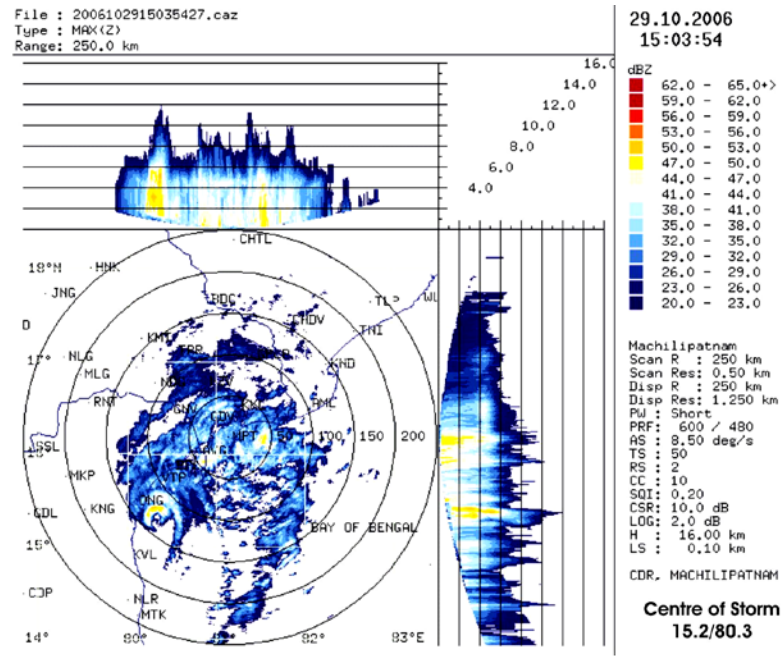 File : 2006102915035427.caz
Type : MAX(Z)
Range: 250.0 km
29.10.2006
15:03:54
dBZ
62.0 - 65.0+>
59.0 - 62.0
56.0 - 59.0
53.0 - 56.0
50.0 - 53.0
47.0 - 50.0
44.0 - 47.0
41.0 - 44.0
38.0 - 41.0
35.0 - 38.0
32.0 - 35.0
29.0 - 32.0
26.0 - 29.0
23.0 - 26.0
20.0 - 23.0
16.0
14.0
12.0
10.0
8.0
6.0
4.0
CHTL
18°N HNK
JNG
BDC
TLP WL
D
KMT
CHDV
TNI
NLG
KND
MLG
RNT
GNV
AML
GDV
MPT 50 100 150 200
SSL
MKP
ONG
GDL KNG
BAY OF BENGAL
15°
KVL
CDP
NLR
MTK
14° 80° 82° 83°E
Machilipatnam
Scan R : 250 km
Scan Res: 0.50 km
Disp R : 250 km
Disp Res: 1.250 km
PW : Short
PRF: 600 / 480
AS : 8.50 deg/s
TS : 50
RS : 2
CC : 10
SQI: 0.20
CSR: 10.0 dB
LOG: 2.0 dB
H : 16.00 km
LS : 0.10 km
CDR, MACHILIPATNAM
Centre of Storm
15.2/80.3